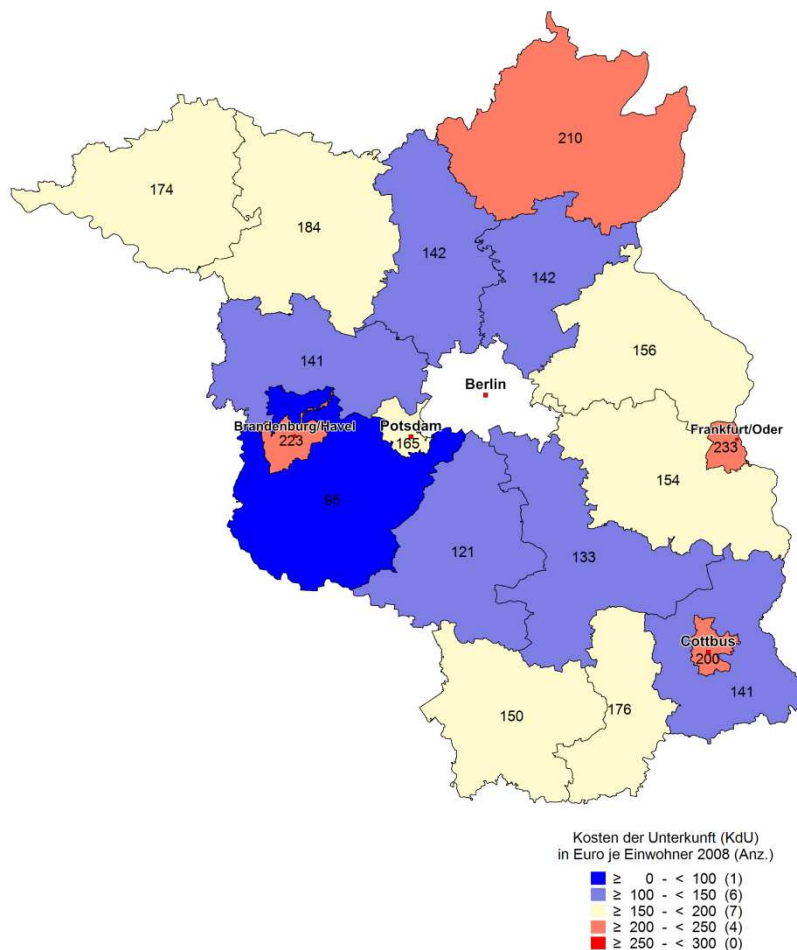 210
174
184
142
142
156
141
Berlin
Brandenburg/Havel
223
Potsdam
165
Frankfurt/Oder
233
154
95
121
133
Cottbus
200
141
150
176
Kosten der Unterkunft (KdU)
in Euro je Einwohner 2008 (Anz.)
≥ 0 - < 100 (1)
≥ 100 - < 150 (6)
≥ 150 - < 200 (7)
≥ 200 - < 250 (4)
≥ 250 - < 300 (0)